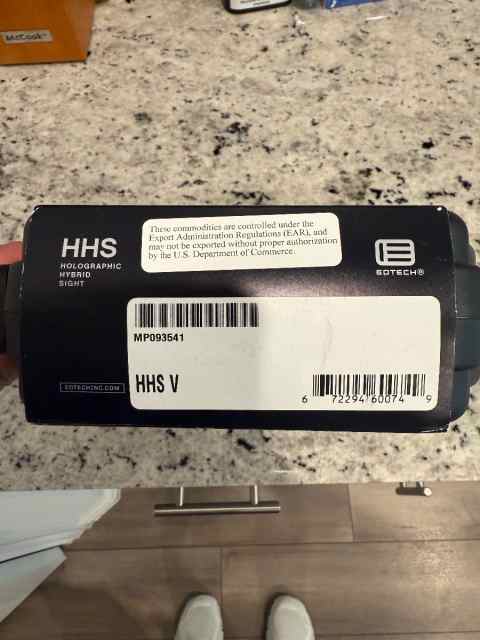 McCook
These commodities are controlled under the
Export Administration Regulations (EAR), and
may not be exported without proper authorization
by the U.S. Department of Commerce.
HHS
HOLOGRAPHIC
HYBRID
SIGHT
EOTECH®
MP093541
HHS V
EOTECHINC.COM
6 72294 60074 9